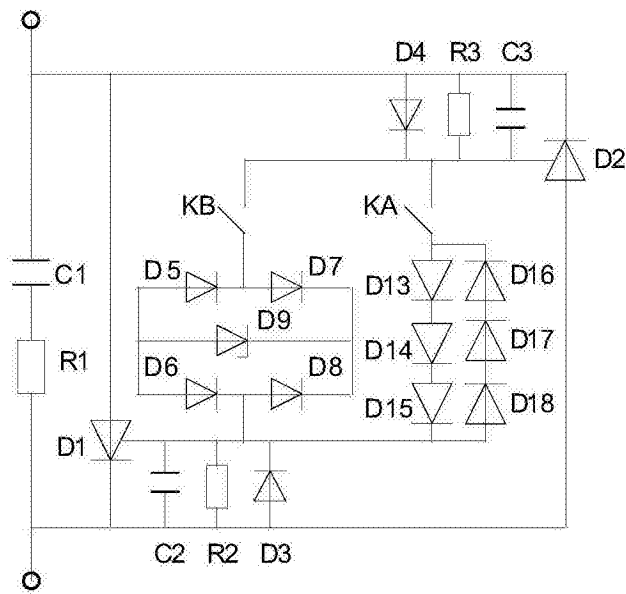 D4 R3 C3
D2
KB KA
D5 D7
C1 D13 D16
D9
D14 D17
R1 D6 D8
D15 D18
D1
C2 R2 D3